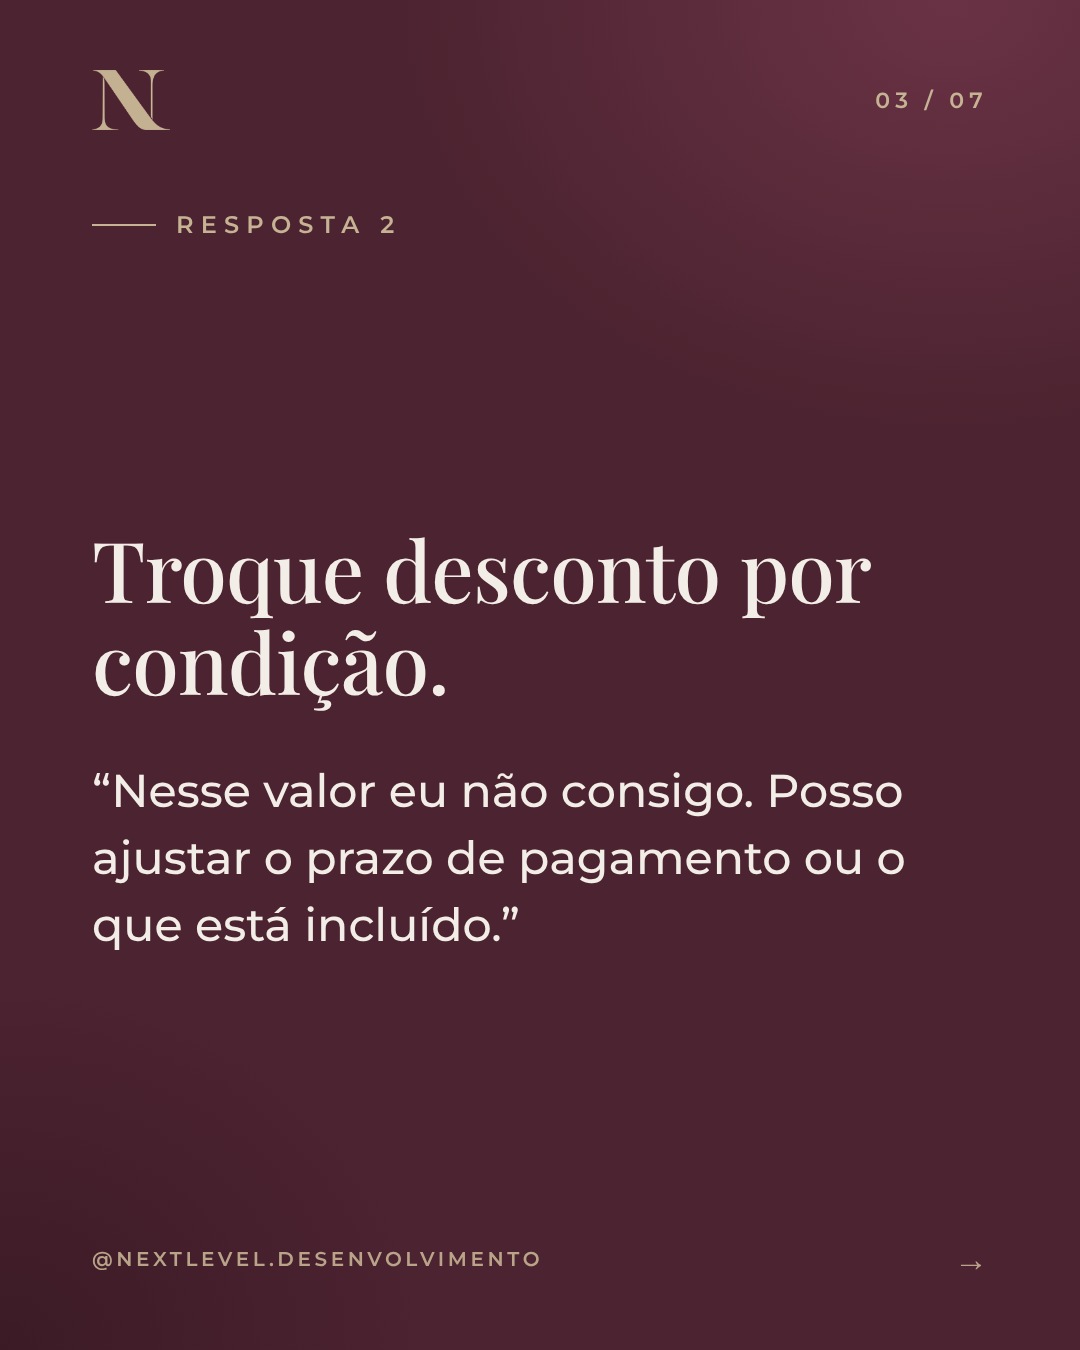 N
03 / 07
RESPOSTA 2
Troque desconto por
condição.
“Nesse valor eu não consigo. Posso
ajustar o prazo de pagamento ou o
que está incluído.”
@NEXTLEVEL.DESENVOLVIMENTO
→